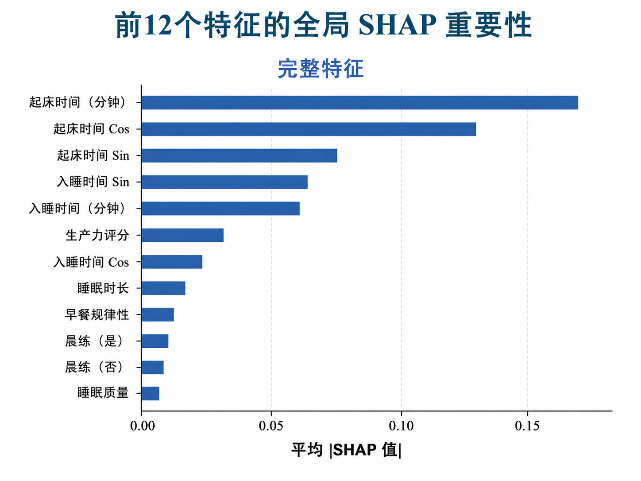 前12个特征的全局 SHAP 重要性
完整特征
起床时间（分钟）
起床时间 Cos
起床时间 Sin
入睡时间 Sin
入睡时间（分钟）
生产力评分
入睡时间 Cos
睡眠时长
早餐规律性
晨练（是）
晨练（否）
睡眠质量
0.00 0.05 0.10 0.15
平均 |SHAP 值|